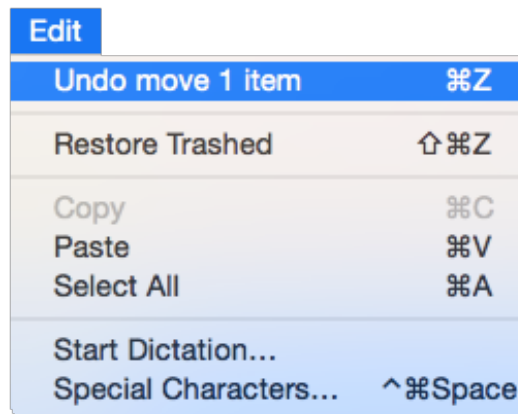 Edit
Undo move 1 item ⌘Z
Restore Trashed ⇧⌘Z
Copy ⌘C
Paste ⌘V
Select All ⌘A
Start Dictation...
Special Characters... ^⌘Space